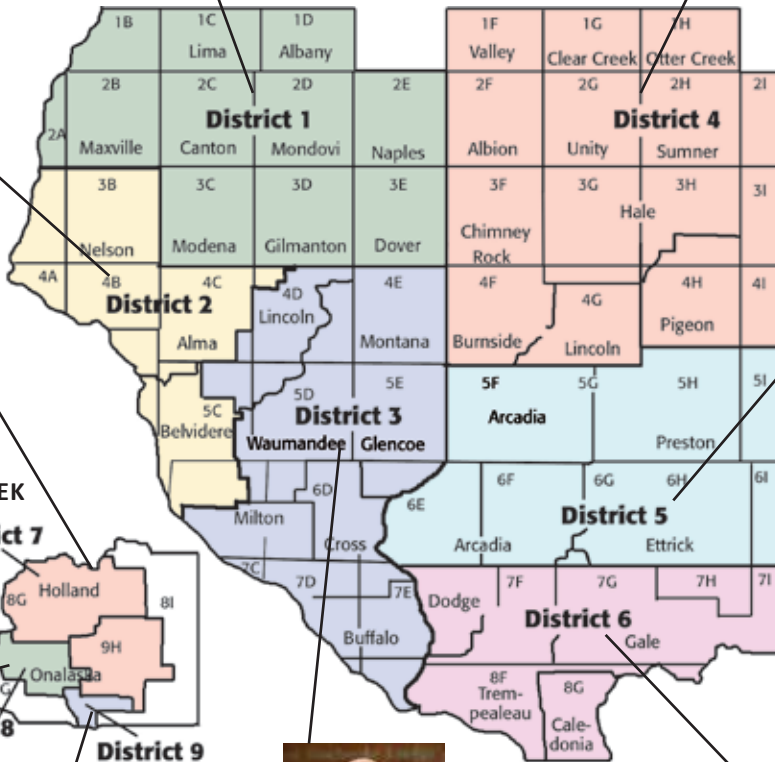 1B
1C
1D
1F
1G
1H
Lima
Albany
Valley
Clear Creek
Otter Creek
2B
2C
2D
2E
2F
2G
2H
2I
District 1
District 4
2A
Maxville
Canton
Mondovi
Naples
Albion
Unity
Sumner
3B
3C
3D
3E
3F
3G
3H
3I
Hale
Nelson
Modena
Gilmanton
Dover
Chimney
Rock
4A
4B
4C
4D
4E
4F
4G
4H
4I
District 2
Lincoln
Alma
Montana
Burnside
Lincoln
Pigeon
5C
5D
5E
5F
5G
5H
5I
Belvidere
District 3
Waumandee
Glencoe
Arcadia
Preston
6D
6E
6F
6G
6H
6I
EK
Milton
Cross
District 5
Arcadia
Ettrick
ct 7
7C
7D
7E
7F
7G
7H
7I
Holland
8G
8I
Dodge
District 6
Buffalo
Gale
9H
Onalaska
G
8F
8G
Trem-
pealeau
Cale-
donia
8
District 9